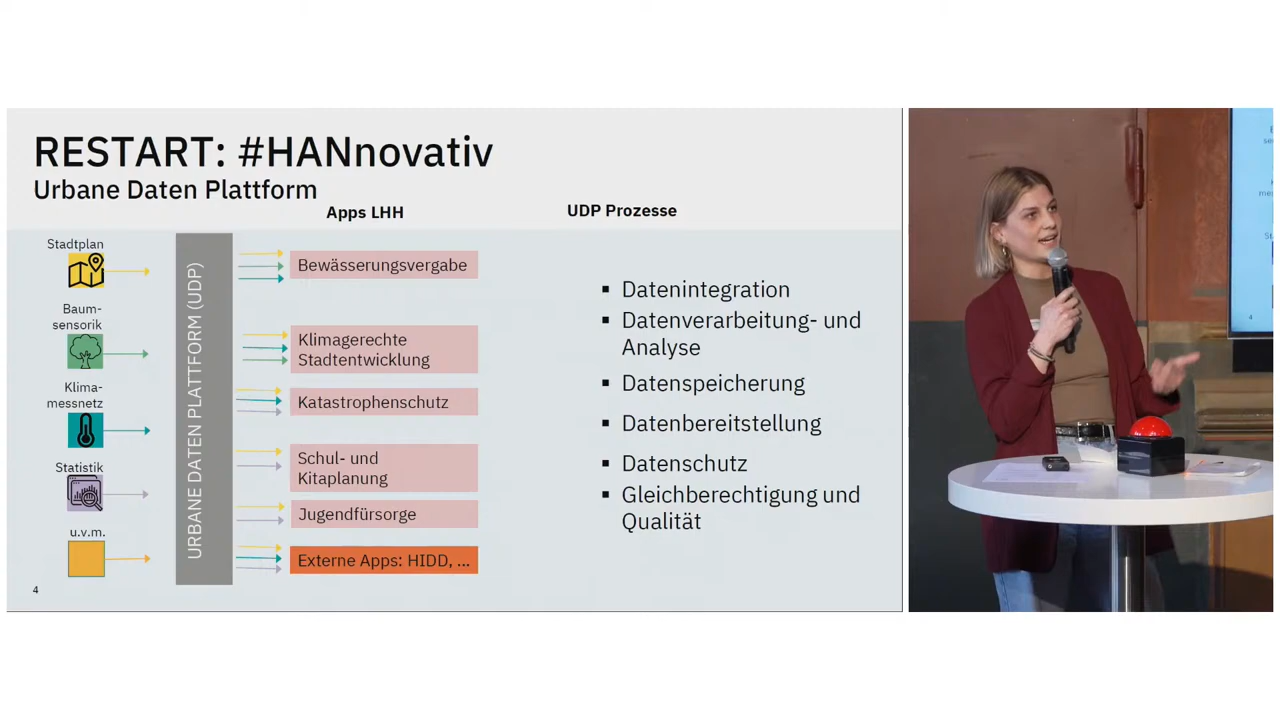 RESTART: #HANnovativ
Urbane Daten Plattform
Apps LHH
UDP Prozesse
Stadtplan
Baum-
sensorik
Klima-
messnetz
Statistik
u.v.m.
URBANE DATEN PLATTFORM (UDP)
Bewässerungsvergabe
Klimagerechte
Stadtentwicklung
Katastrophenschutz
Schul- und
Kitaplanung
Jugendfürsorge
Externe Apps: HIDD, ...
▪ Datenintegration
▪ Datenverarbeitung- und
Analyse
▪ Datenspeicherung
▪ Datenbereitstellung
▪ Datenschutz
▪ Gleichberechtigung und
Qualität
4
4